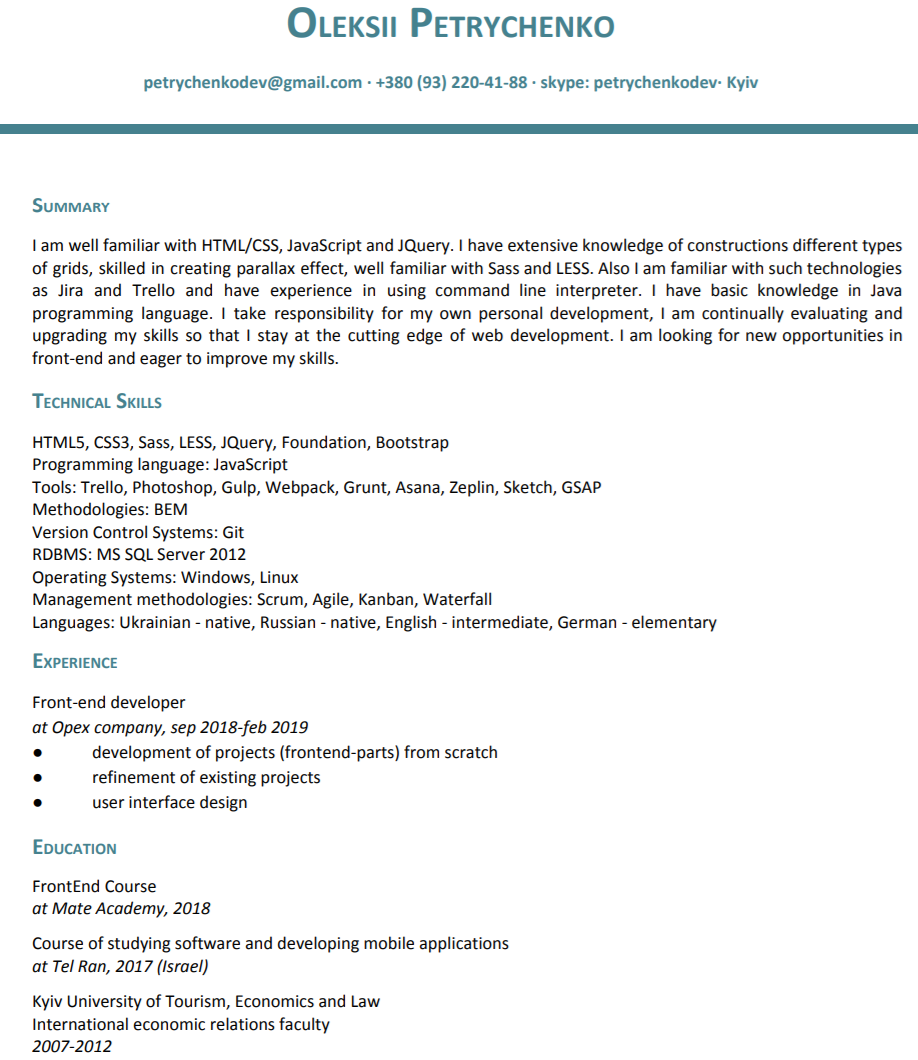 Oleksii Petrychenko
petrychenkodev@gmail.com · +380 (93) 220-41-88 · skype: petrychenkodev· Kyiv
Summary
I am well familiar with HTML/CSS, JavaScript and JQuery. I have extensive knowledge of constructions different types
of grids, skilled in creating parallax effect, well familiar with Sass and LESS. Also I am familiar with such technologies
as Jira and Trello and have experience in using command line interpreter. I have basic knowledge in Java
programming language. I take responsibility for my own personal development, I am continually evaluating and
upgrading my skills so that I stay at the cutting edge of web development. I am looking for new opportunities in
front-end and eager to improve my skills.
Technical Skills
HTML5, CSS3, Sass, LESS, JQuery, Foundation, Bootstrap
Programming language: JavaScript
Tools: Trello, Photoshop, Gulp, Webpack, Grunt, Asana, Zeplin, Sketch, GSAP
Methodologies: BEM
Version Control Systems: Git
RDBMS: MS SQL Server 2012
Operating Systems: Windows, Linux
Management methodologies: Scrum, Agile, Kanban, Waterfall
Languages: Ukrainian - native, Russian - native, English - intermediate, German - elementary
Experience
Front-end developer
at Opex company, sep 2018-feb 2019
● development of projects (frontend-parts) from scratch
● refinement of existing projects
● user interface design
Education
FrontEnd Course
at Mate Academy, 2018
Course of studying software and developing mobile applications
at Tel Ran, 2017 (Israel)
Kyiv University of Tourism, Economics and Law
International economic relations faculty
2007-2012